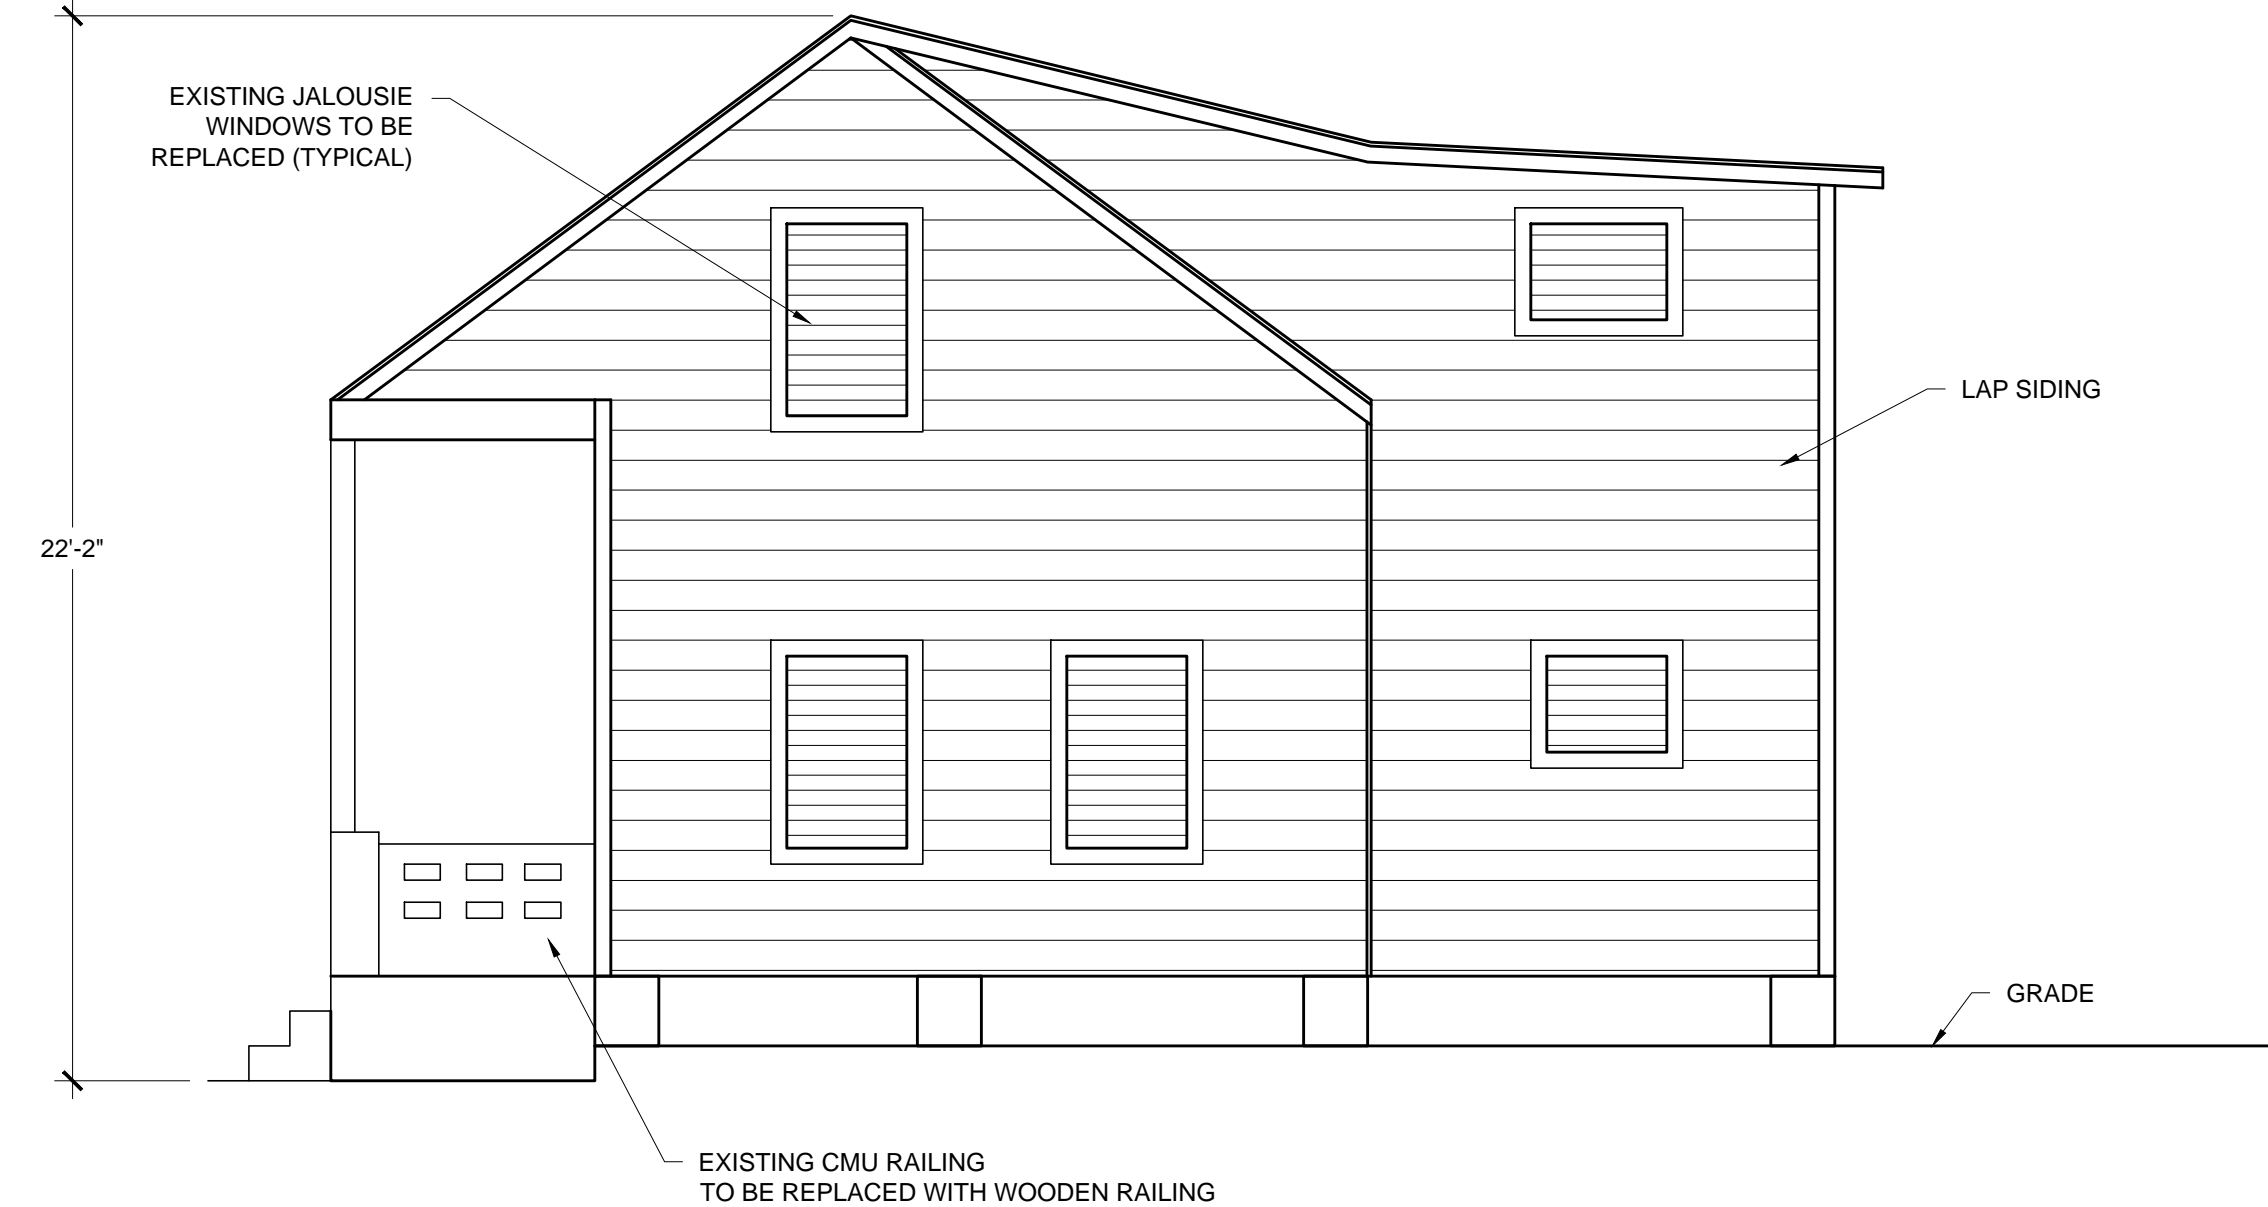 EXISTING JALOUSIE
WINDOWS TO BE
REPLACED (TYPICAL)
LAP SIDING
22'-2"
GRADE
EXISTING CMU RAILING
TO BE REPLACED WITH WOODEN RAILING